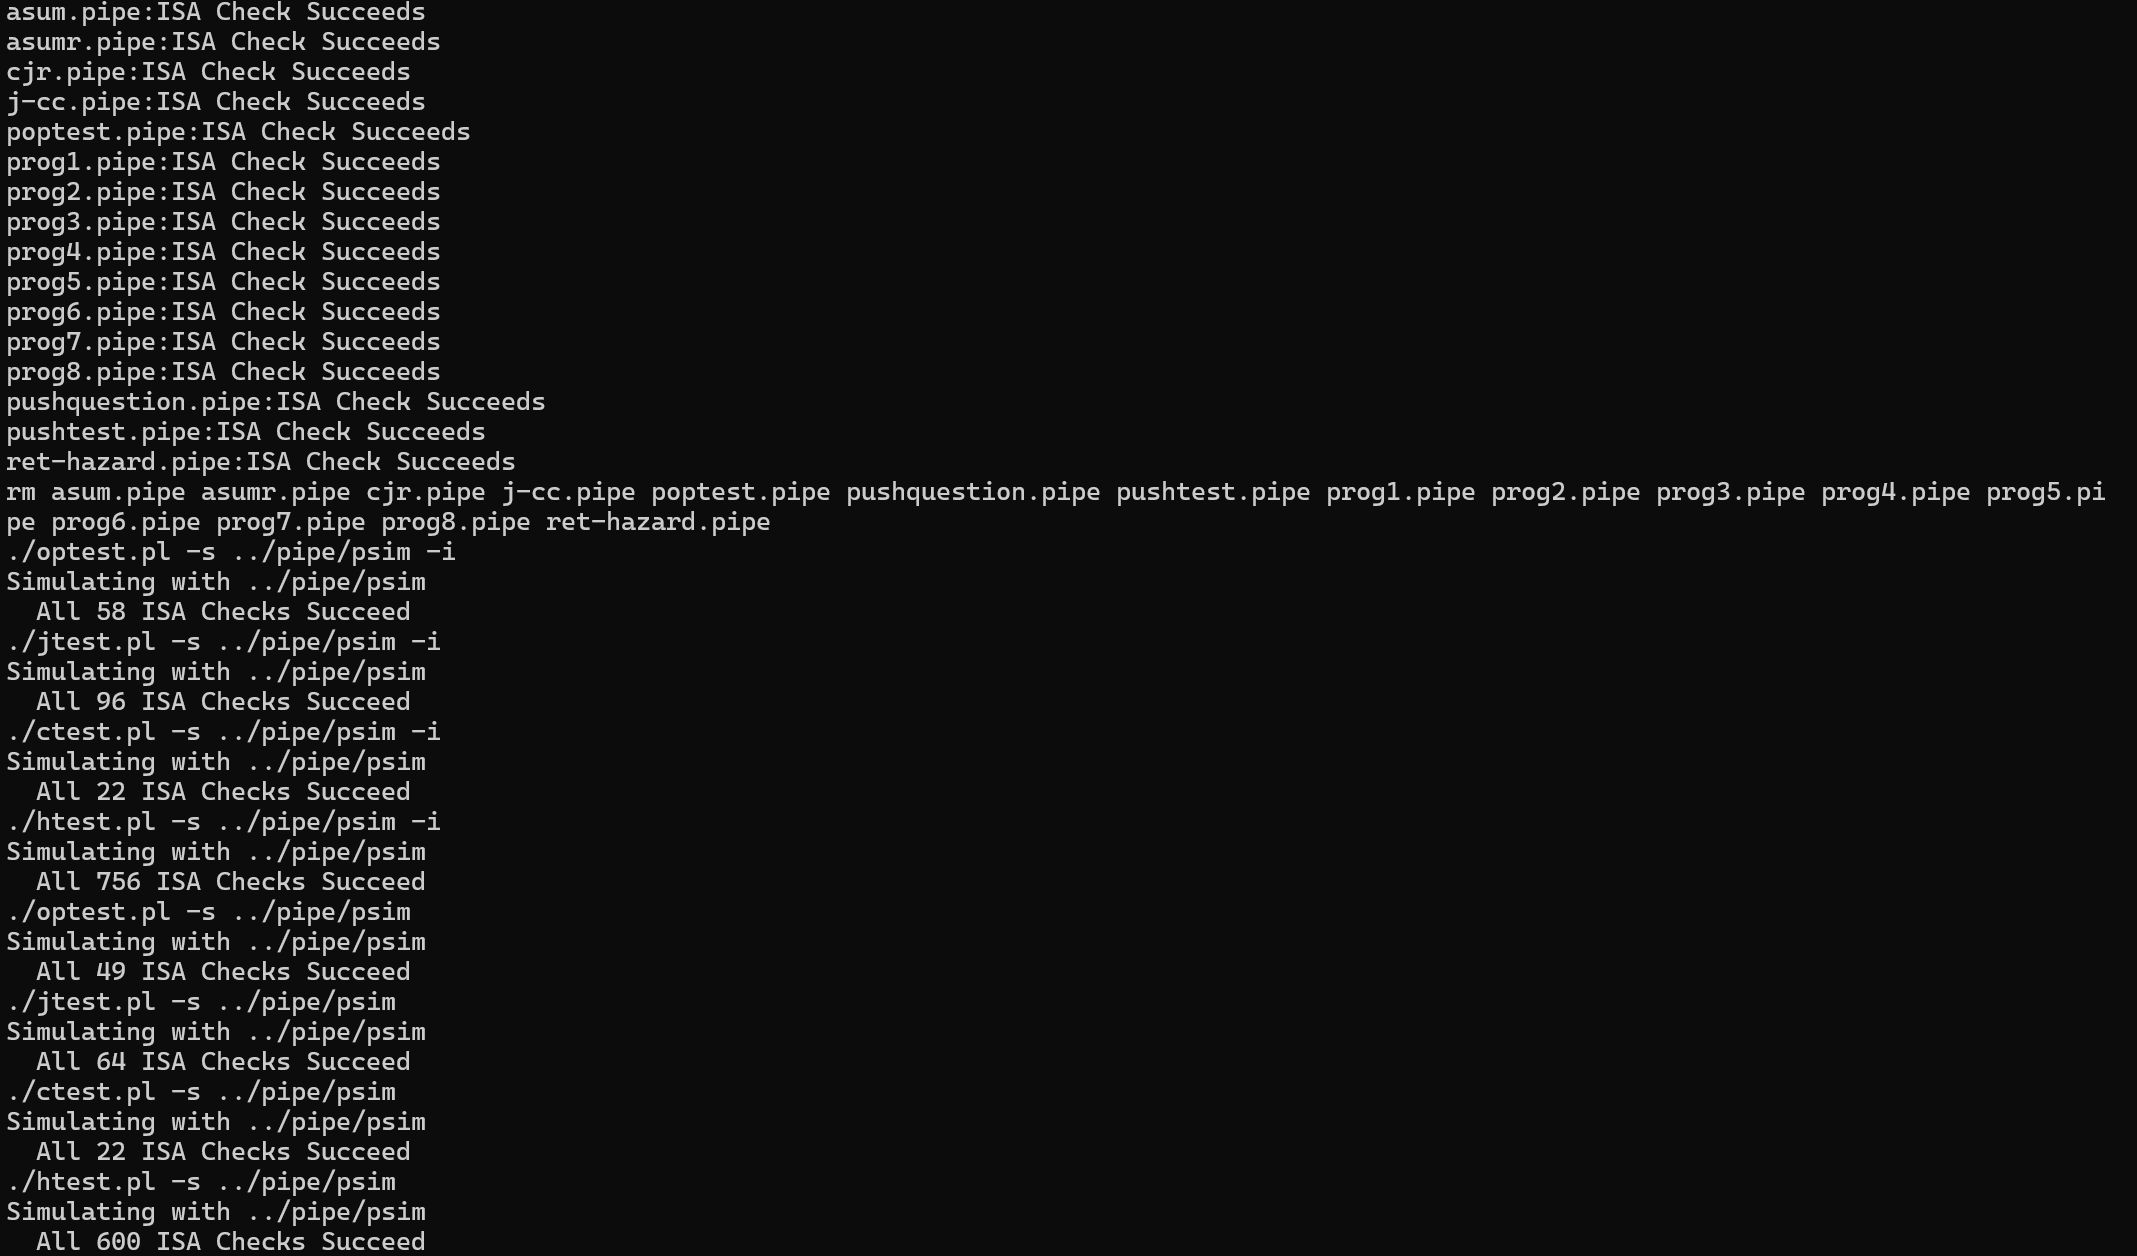 asum.pipe:ISA Check Succeeds
asumr.pipe:ISA Check Succeeds
cjr.pipe:ISA Check Succeeds
j-cc.pipe:ISA Check Succeeds
poptest.pipe:ISA Check Succeeds
prog1.pipe:ISA Check Succeeds
prog2.pipe:ISA Check Succeeds
prog3.pipe:ISA Check Succeeds
prog4.pipe:ISA Check Succeeds
prog5.pipe:ISA Check Succeeds
prog6.pipe:ISA Check Succeeds
prog7.pipe:ISA Check Succeeds
prog8.pipe:ISA Check Succeeds
pushquestion.pipe:ISA Check Succeeds
pushtest.pipe:ISA Check Succeeds
ret-hazard.pipe:ISA Check Succeeds
rm asum.pipe asumr.pipe cjr.pipe j-cc.pipe poptest.pipe pushquestion.pipe pushtest.pipe prog1.pipe prog2.pipe prog3.pipe prog4.pipe prog5.pi
pe prog6.pipe prog7.pipe prog8.pipe ret-hazard.pipe
./optest.pl -s ../pipe/psim -i
Simulating with ../pipe/psim
  All 58 ISA Checks Succeed
./jtest.pl -s ../pipe/psim -i
Simulating with ../pipe/psim
  All 96 ISA Checks Succeed
./ctest.pl -s ../pipe/psim -i
Simulating with ../pipe/psim
  All 22 ISA Checks Succeed
./htest.pl -s ../pipe/psim -i
Simulating with ../pipe/psim
  All 756 ISA Checks Succeed
./optest.pl -s ../pipe/psim
Simulating with ../pipe/psim
  All 49 ISA Checks Succeed
./jtest.pl -s ../pipe/psim
Simulating with ../pipe/psim
  All 64 ISA Checks Succeed
./ctest.pl -s ../pipe/psim
Simulating with ../pipe/psim
  All 22 ISA Checks Succeed
./htest.pl -s ../pipe/psim
Simulating with ../pipe/psim
  All 600 ISA Checks Succeed